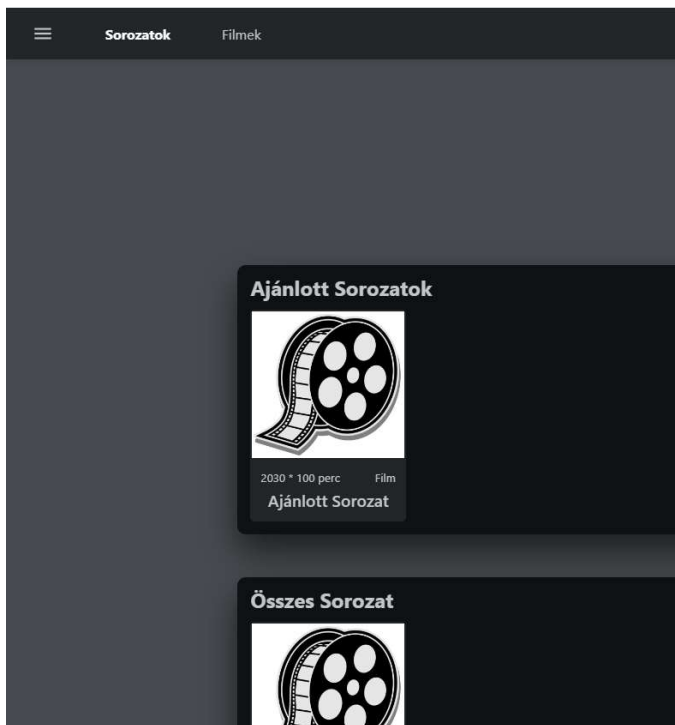 Sorozatok Filmek
Ajánlott Sorozatok
2030 * 100 perc Film
Ajánlott Sorozat
Összes Sorozat